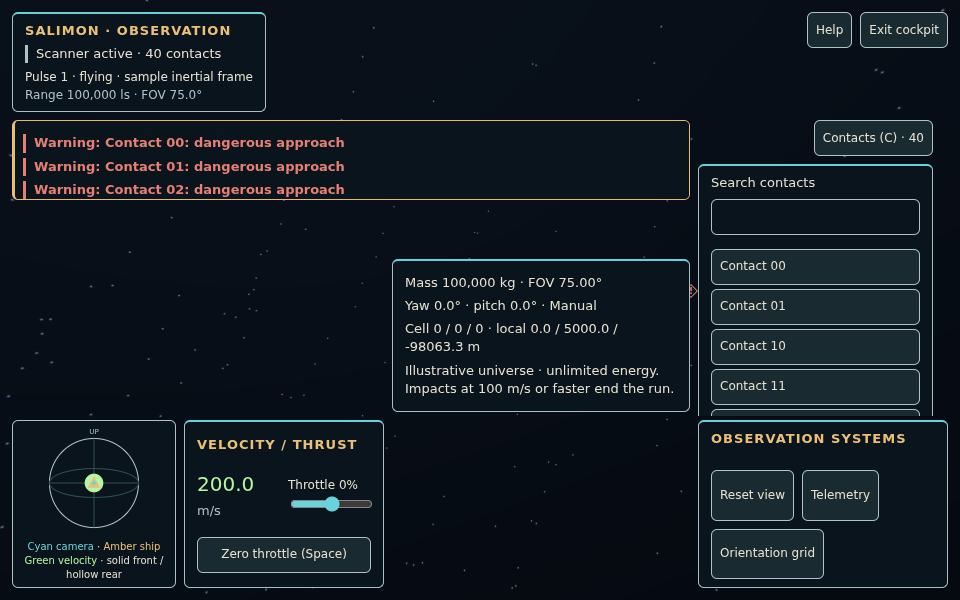 SALIMON · OBSERVATION
Scanner active · 40 contacts
Pulse 1 · flying · sample inertial frame
Range 100,000 ls · FOV 75.0°
Help
Exit cockpit
Warning: Contact 00: dangerous approach
Warning: Contact 01: dangerous approach
Warning: Contact 02: dangerous approach
Contacts (C) · 40
Search contacts
Contact 00
Contact 01
Contact 10
Contact 11
Mass 100,000 kg · FOV 75.00°
Yaw 0.0° · pitch 0.0° · Manual
Cell 0 / 0 / 0 · local 0.0 / 5000.0 /
-98063.3 m
Illustrative universe · unlimited energy.
Impacts at 100 m/s or faster end the run.
UP
Cyan camera · Amber ship
Green velocity · solid front /
hollow rear
VELOCITY / THRUST
200.0
m/s
Throttle 0%
Zero throttle (Space)
OBSERVATION SYSTEMS
Reset view
Telemetry
Orientation grid